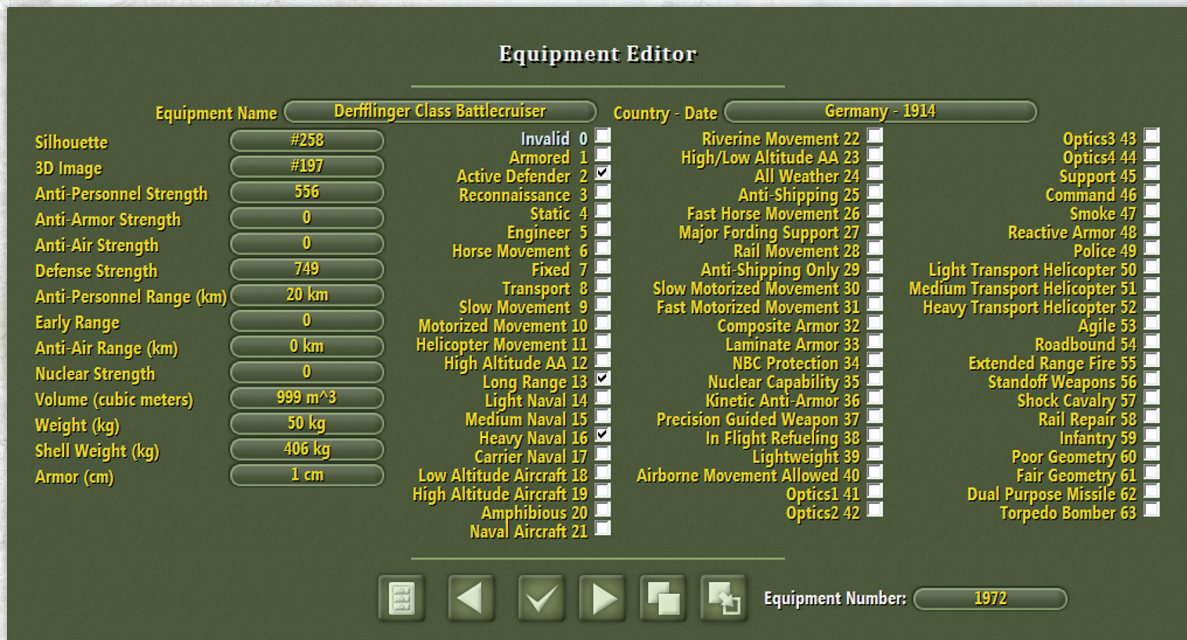 Equipment Editor
Equipment Name Derfflinger Class Battlecruiser Country - Date Germany - 1914
Silhouette #258
3D Image #197
Anti-Personnel Strength 556
Anti-Armor Strength 0
Anti-Air Strength 0
Defense Strength 749
Anti-Personnel Range (km) 20 km
Early Range 0
Anti-Air Range (km) 0 km
Nuclear Strength 0
Volume (cubic meters) 999 m^3
Weight (kg) 50 kg
Shell Weight (kg) 406 kg
Armor (cm) 1 cm
Invalid 0
Armored 1
Active Defender 2
Reconnaissance 3
Static 4
Engineer 5
Horse Movement 6
Fixed 7
Transport 8
Slow Movement 9
Motorized Movement 10
Helicopter Movement 11
High Altitude AA 12
Long Range 13
Light Naval 14
Medium Naval 15
Heavy Naval 16
Carrier Naval 17
Low Altitude Aircraft 18
High Altitude Aircraft 19
Amphibious 20
Naval Aircraft 21
Riverine Movement 22
High/Low Altitude AA 23
All Weather 24
Anti-Shipping 25
Fast Horse Movement 26
Major Fording Support 27
Rail Movement 28
Anti-Shipping Only 29
Slow Motorized Movement 30
Fast Motorized Movement 31
Composite Armor 32
Laminate Armor 33
NBC Protection 34
Nuclear Capability 35
Kinetic Anti-Armor 36
Precision Guided Weapon 37
In Flight Refueling 38
Lightweight 39
Airborne Movement Allowed 40
Optics1 41
Optics2 42
Optics3 43
Optics4 44
Support 45
Command 46
Smoke 47
Reactive Armor 48
Police 49
Light Transport Helicopter 50
Medium Transport Helicopter 51
Heavy Transport Helicopter 52
Agile 53
Roadbound 54
Extended Range Fire 55
Standoff Weapons 56
Shock Cavalry 57
Rail Repair 58
Infantry 59
Poor Geometry 60
Fair Geometry 61
Dual Purpose Missile 62
Torpedo Bomber 63
Equipment Number: 1972